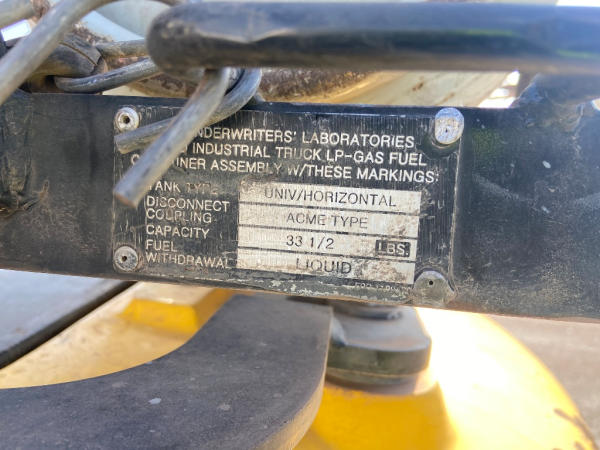 UNDERWRITERS' LABORATORIES
INDUSTRIAL TRUCK LP-GAS FUEL
ASSEMBLY W/THESE MARKINGS:
TANK TYPE UNIV/HORIZONTAL
DISCONNECT COUPLING ACME TYPE
CAPACITY 33 1/2 LBS.
FUEL WITHDRAWAL LIQUID